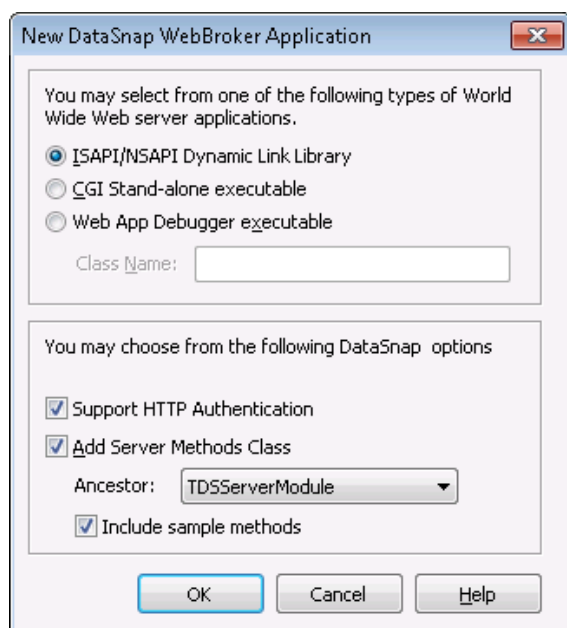 New DataSnap WebBroker Application
You may select from one of the following types of World
Wide Web server applications.
ISAPI/NSAPI Dynamic Link Library
CGI Stand-alone executable
Web App Debugger executable
Class Name:
You may choose from the following DataSnap options
Support HTTP Authentication
Add Server Methods Class
Ancestor: TDSServerModule
Include sample methods
OK Cancel Help